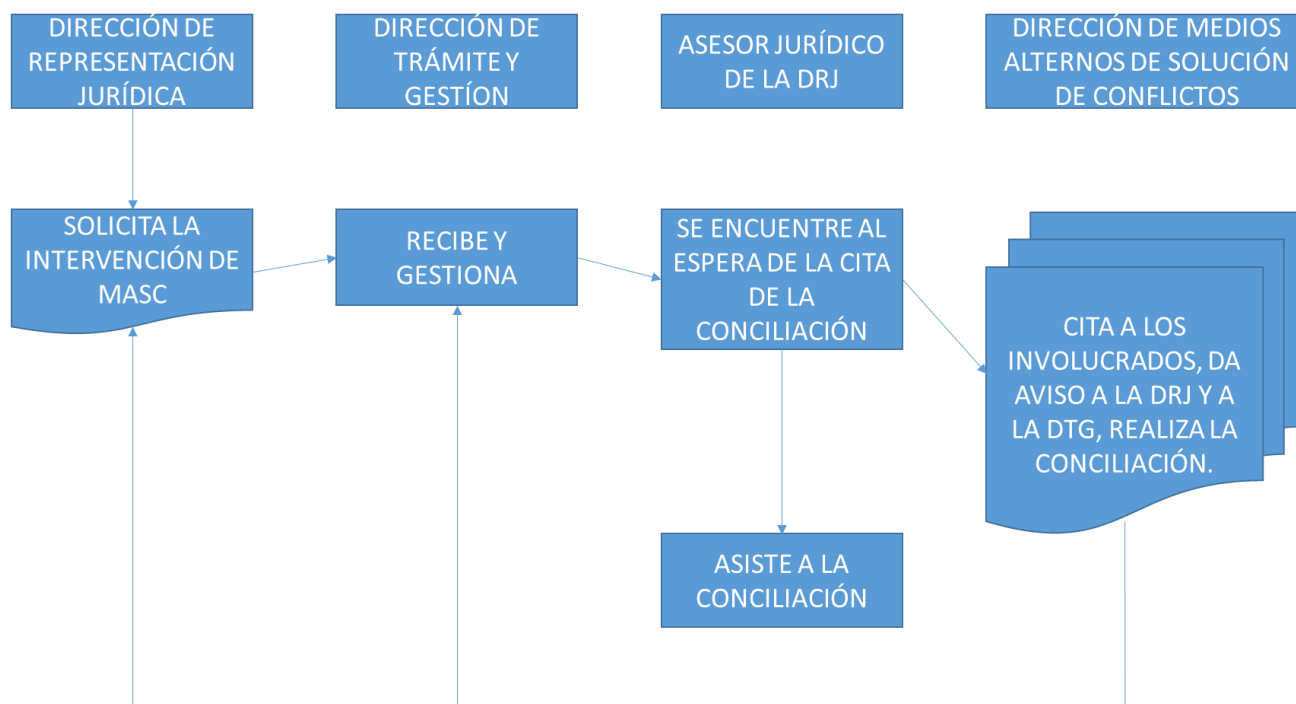 DIRECCIÓN DE
REPRESENTACIÓN
JURÍDICA
DIRECCIÓN DE
TRÁMITE Y
GESTÍON
ASESOR JURÍDICO
DE LA DRJ
DIRECCIÓN DE MEDIOS
ALTERNOS DE SOLUCIÓN
DE CONFLICTOS
SOLICITA LA
INTERVENCIÓN DE
MASC
RECIBE Y
GESTIONA
SE ENCUENTRE AL
ESPERA DE LA CITA
DE LA
CONCILIACIÓN
CITA A LOS
INVOLUCRADOS, DA
AVISO A LA DRJ Y A
LA DTG, REALIZA LA
CONCILIACIÓN.
ASISTE A LA
CONCILIACIÓN